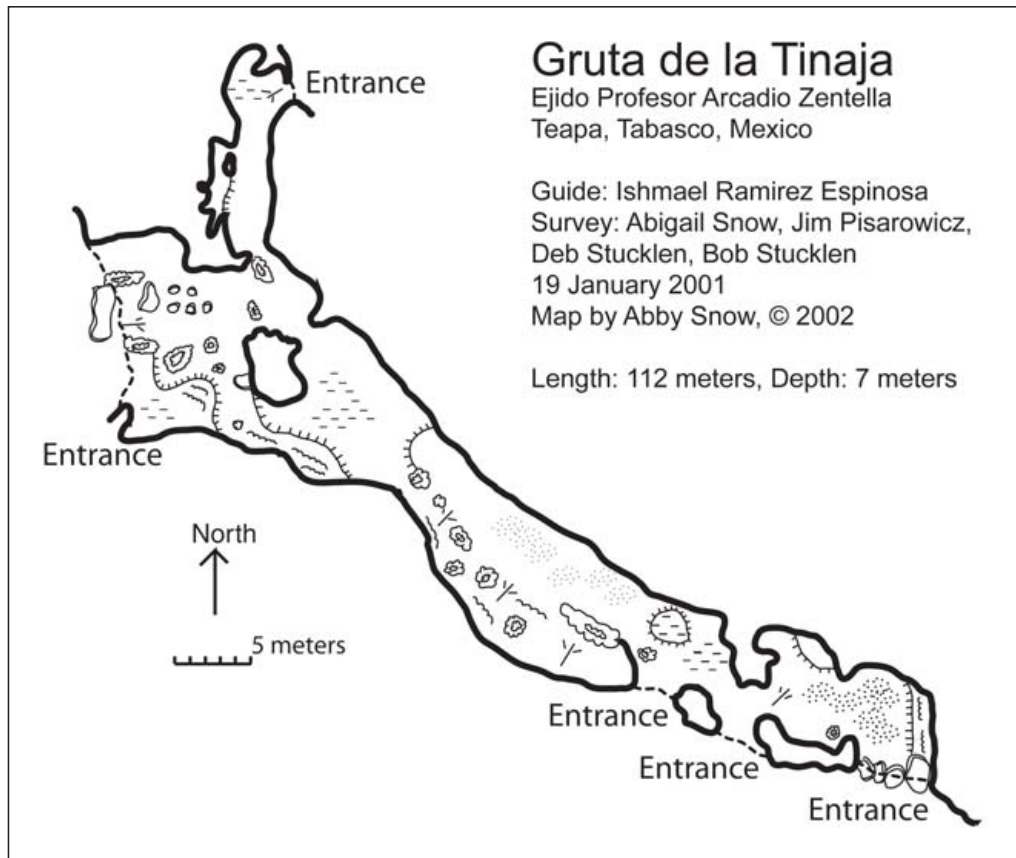 Gruta de la Tinaja
Ejido Profesor Arcadio Zentella
Teapa, Tabasco, Mexico
Guide: Ishmael Ramirez Espinosa
Survey: Abigail Snow, Jim Pisarowicz,
Deb Stucklen, Bob Stucklen
19 January 2001
Map by Abby Snow, © 2002
Length: 112 meters, Depth: 7 meters
Entrance
Entrance
North
5 meters
Entrance
Entrance
Entrance